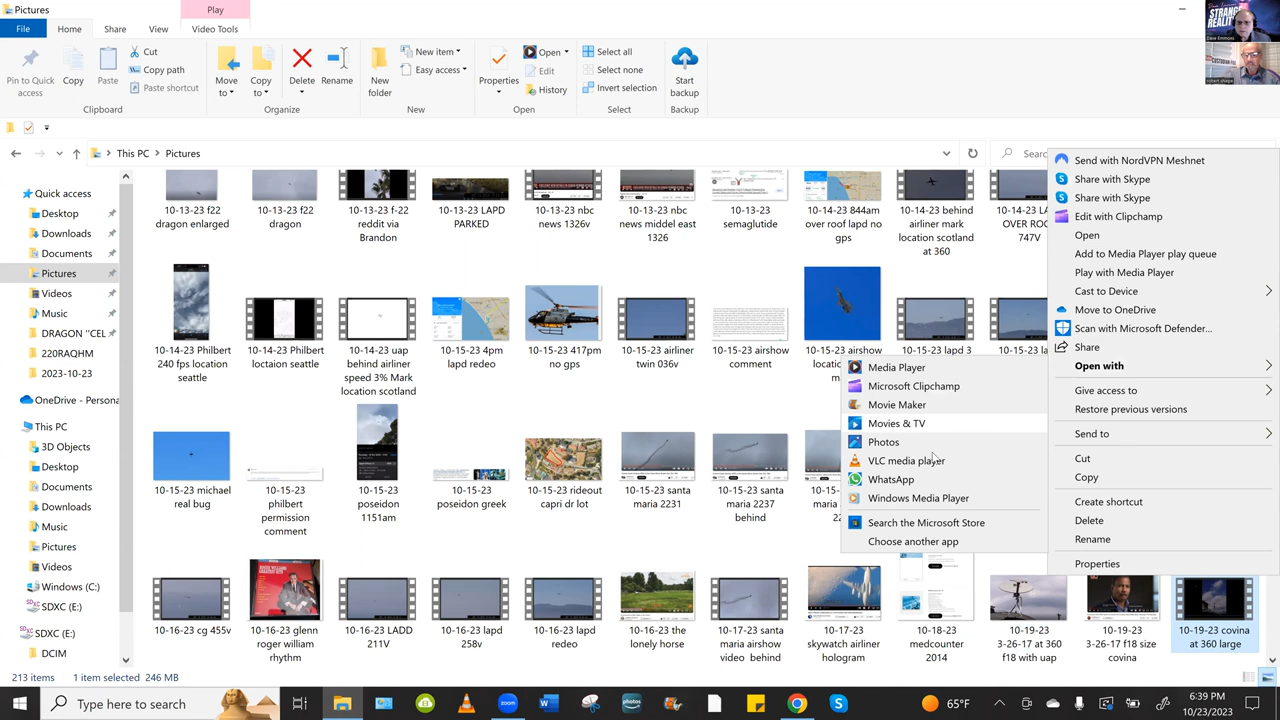 Pictures
Play
File
Home
Share
View
Video Tools
Pin to Quick
access
Copy
Paste
Cut
Copy path
Paste shortcut
Clipboard
Move
to
Copy
to
Delete
Rename
Organize
New
folder
New item
Easy access
New
Properties
Open
Edit
History
Open
Select all
Select none
Invert selection
Select
Start
backup
Backup
STRANGE
Dave Emmons
This PC
Pictures
Sear
Quick access
Desktop
Downloads
Documents
Pictures
Videos
Music
DRAGON "CEL
220RAQHM
2023-10-23
OneDrive - Persona
This PC
3D Objects
Desktop
Documents
Downloads
Music
Pictures
Videos
Windows (C:)
SDXC (E:)
SDXC (E:)
DCIM
10-13-23 f22
dragon enlarged
10-13-23 f22
dragon
10-13-23 f-22
reddit via
Brandon
10-13-23 LAPD
PARKED
10-13-23 nbc
news 1326v
10-13-23 nbc
news middel east
1326
10-13-23
semaglutide
10-14-23 844am
over roof lapd no
gps
10-14-23 behind
airliner mark
location scotland
at 360
10-14-23 LA
OVER ROO
747V
10-14-23 Philbert
240 fps location
seattle
10-14-23 Philbert
loctaion seattle
10-14-23 uap
behind airliner
speed 3% Mark
location scotland
10-15-23 4pm
lapd redeo
10-15-23 417pm
no gps
10-15-23 airliner
twin 036v
10-15-23 airshow
comment
10-15-23 airshow
locatio
10-15-23 lapd 3
10-15-23 la
10-15-23 michael
real bug
10-15-23
philbert
permission
comment
10-15-23
poseidon
1151am
10-15-23
poseidon greek
10-15-23 rideout
capri dr lot
10-15-23 santa
maria 2231
10-15-23 santa
maria 2237
behind
10-16-23 cg 455v
10-16-23 glenn
roger william
rhythm
10-16-23 LADD
211V
10-16-23 lapd
258v
10-16-23 lapd
redeo
10-16-23 the
lonely horse
10-17-23 santa
maria airshow
video behind
10-17-23
skywatch airliner
hologram
10-18-23
medcounter
2014
10-19-23
3-26-17 at 360
f18 with uap
10-19-23
3-26-17 f18 size
covina
10-19-23 covina
at 360 large
Send with NordVPN Meshnet
Share with Skype
Share with Skype
Edit with Clipchamp
Open
Add to Media Player play queue
Play with Media Player
Cast to Device
Move to OneDrive
Scan with Microsoft Defender...
Share
Open with
Give access to
Restore previous versions
Send to
Cut
Copy
Create shortcut
Delete
Rename
Properties
Media Player
Microsoft Clipchamp
Movie Maker
Movies & TV
Photos
VLC media player
WhatsApp
Windows Media Player
Search the Microsoft Store
Choose another app
213 items
1 item selected
246 MB
Type here to search
zoom
photos
65°F
6:39 PM
10/23/2023